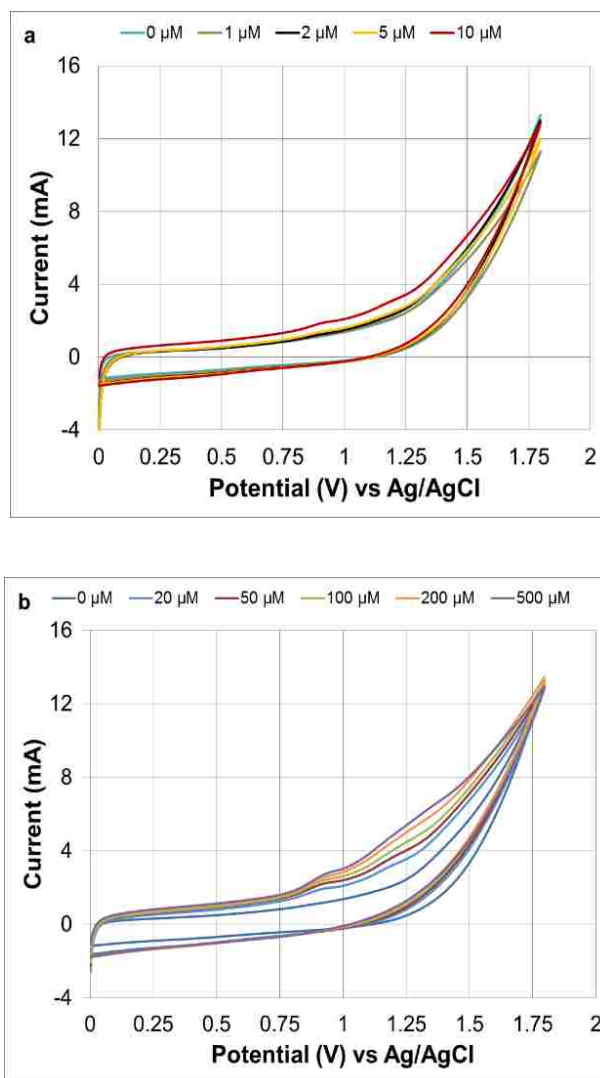 a
0 µM 1 µM 2 µM 5 µM 10 µM
16
12
8
4
0
-4
Current (mA)
0 0.25 0.5 0.75 1 1.25 1.5 1.75 2
Potential (V) vs Ag/AgCl
b
0 µM 20 µM 50 µM 100 µM 200 µM 500 µM
16
12
8
4
0
-4
Current (mA)
0 0.25 0.5 0.75 1 1.25 1.5 1.75 2
Potential (V) vs Ag/AgCl